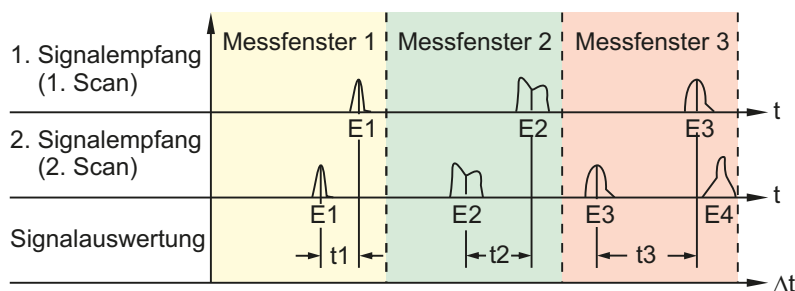 Messfenster 1 Messfenster 2 Messfenster 3
1. Signalempfang
(1. Scan)
t
E1 E2 E3
2. Signalempfang
(2. Scan)
t
E1 E2 E3 E4
Signalauswertung
t1 t2 t3
Δt